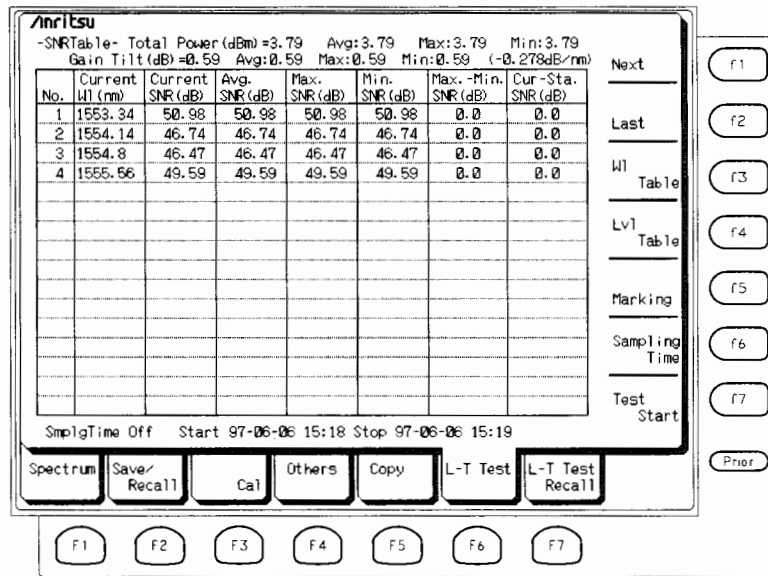 Anritsu
-SNRTable- Total Power(dBm)=3.79 Avg:3.79 Max:3.79 Min:3.79
Gain Tilt(dB)=0.59 Avg:0.59 Max:0.59 Min:0.59 (-0.278dB/nm)
No. Current Wl(nm) Current SNR(dB) Avg. SNR(dB) Max. SNR(dB) Min. SNR(dB) Max.-Min. SNR(dB) Cur-Sta. SNR(dB)
1 1553.34 50.98 50.98 50.98 50.98 0.0 0.0
2 1554.14 46.74 46.74 46.74 46.74 0.0 0.0
3 1554.8 46.47 46.47 46.47 46.47 0.0 0.0
4 1555.56 49.59 49.59 49.59 49.59 0.0 0.0
SmplgTime Off Start 97-06-06 15:18 Stop 97-06-06 15:19
Next
Last
Wl Table
Lvl Table
Marking
Sampling Time
Test Start
f1
f2
f3
f4
f5
f6
f7
Prior
Spectrum
Save/ Recall
Cal
Others
Copy
L-T Test
L-T Test Recall
F1 F2 F3 F4 F5 F6 F7